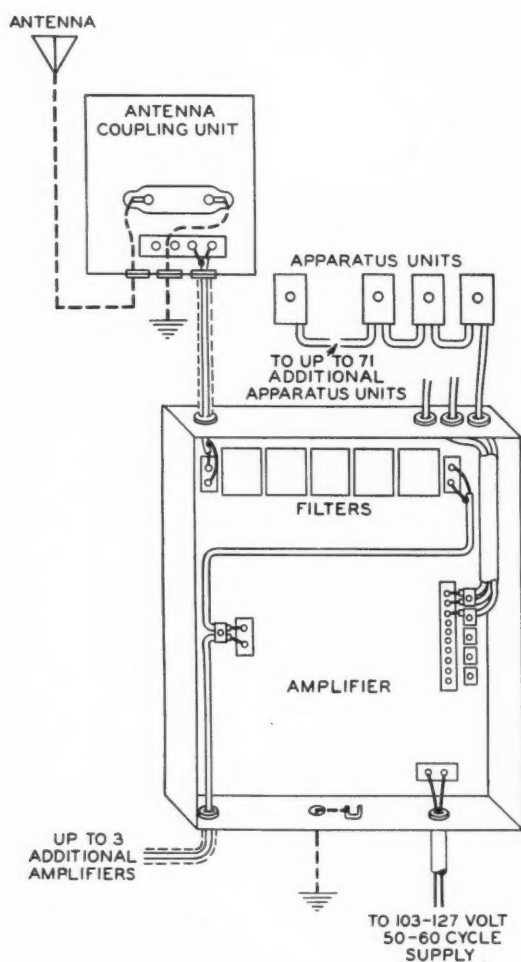 ANTENNA
ANTENNA
COUPLING UNIT
APPARATUS UNITS
TO UP TO 71
ADDITIONAL
APPARATUS UNITS
FILTERS
AMPLIFIER
UP TO 3
ADDITIONAL
AMPLIFIERS
TO 103-127 VOLT
50-60 CYCLE
SUPPLY